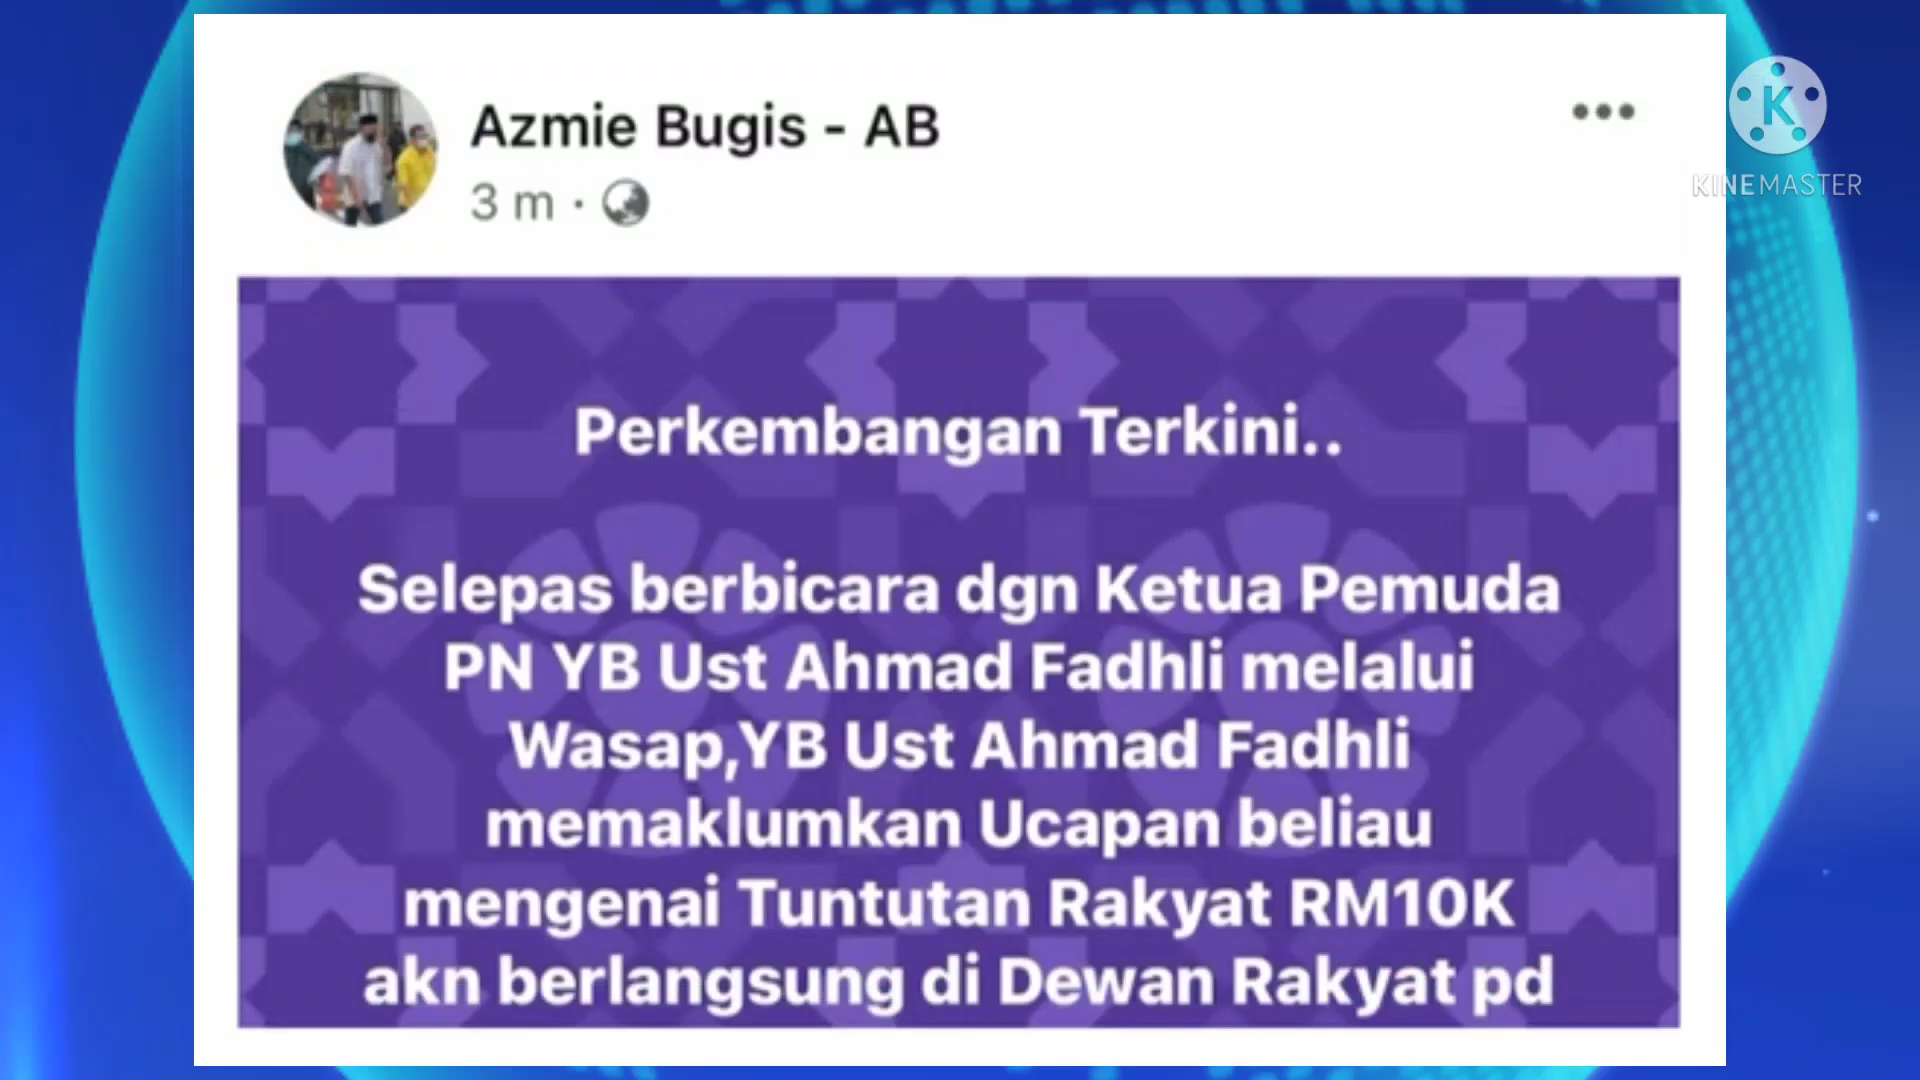 Azmie Bugis - AB
3 m ·
K
KINEMASTER
Perkembangan Terkini..
Selepas berbicara dgn Ketua Pemuda
PN YB Ust Ahmad Fadhli melalui
Wasap,YB Ust Ahmad Fadhli
memaklumkan Ucapan beliau
mengenai Tuntutan Rakyat RM10K
akn berlangsung di Dewan Rakyat pd